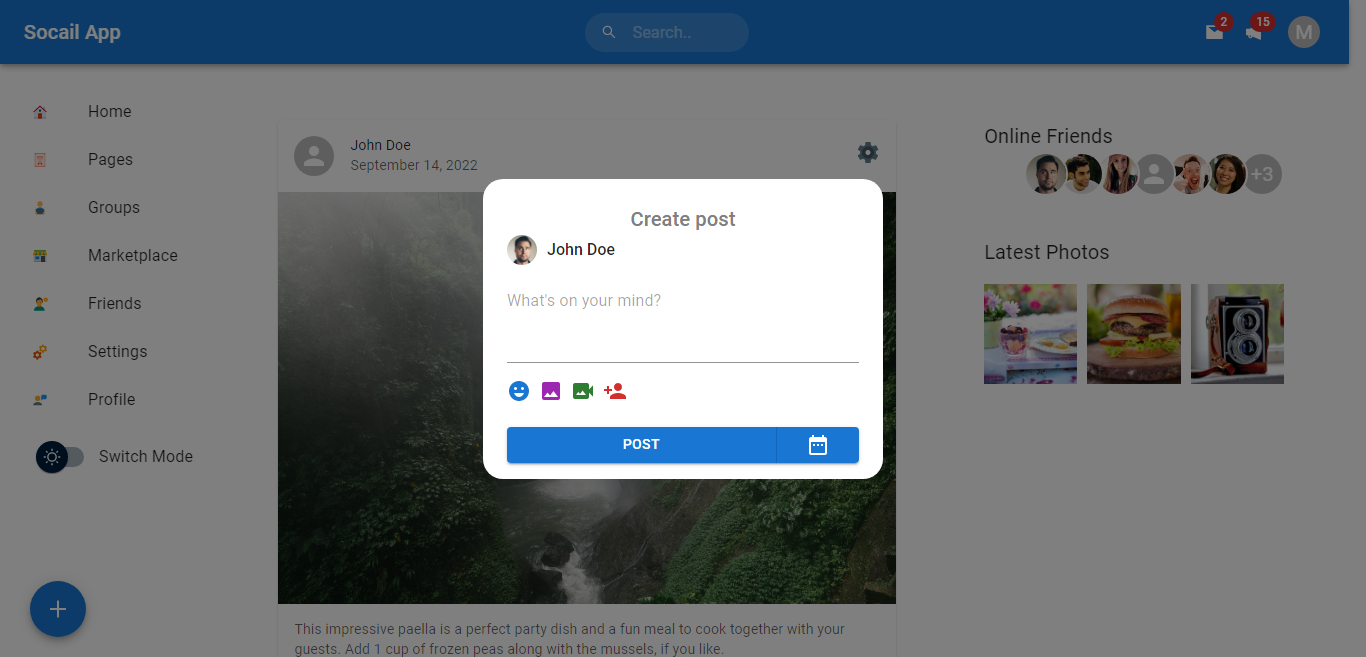 Socail App
Search..
2
15
M
Home
Pages
Groups
Marketplace
Friends
Settings
Profile
Switch Mode
John Doe
September 14, 2022
Create post
John Doe
What's on your mind?
POST
This impressive paella is a perfect party dish and a fun meal to cook together with your
guests. Add 1 cup of frozen peas along with the mussels, if you like.
Online Friends
+3
Latest Photos